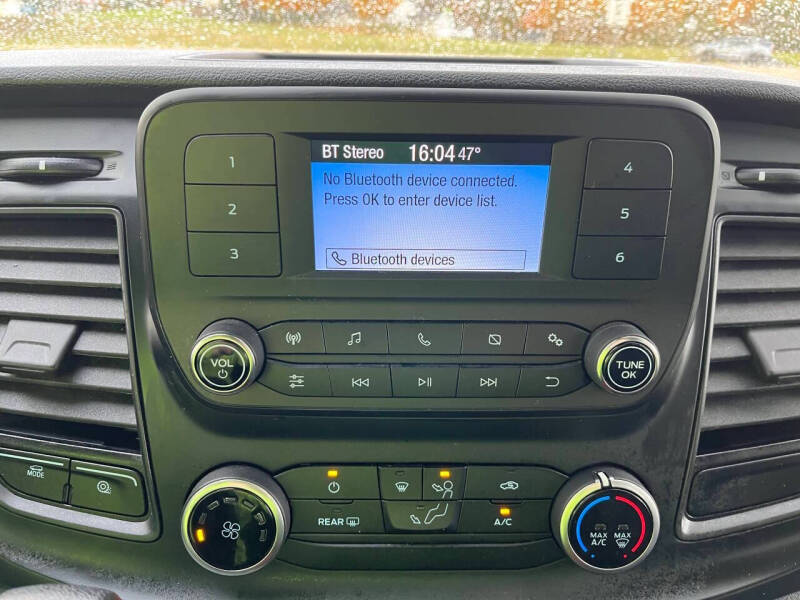 BT Stereo 16:04 47°
No Bluetooth device connected.
Press OK to enter device list.
Bluetooth devices
1
2
3
4
5
6
VOL
TUNE
OK
MODE
REAR
A/C
MAX
A/C
MAX